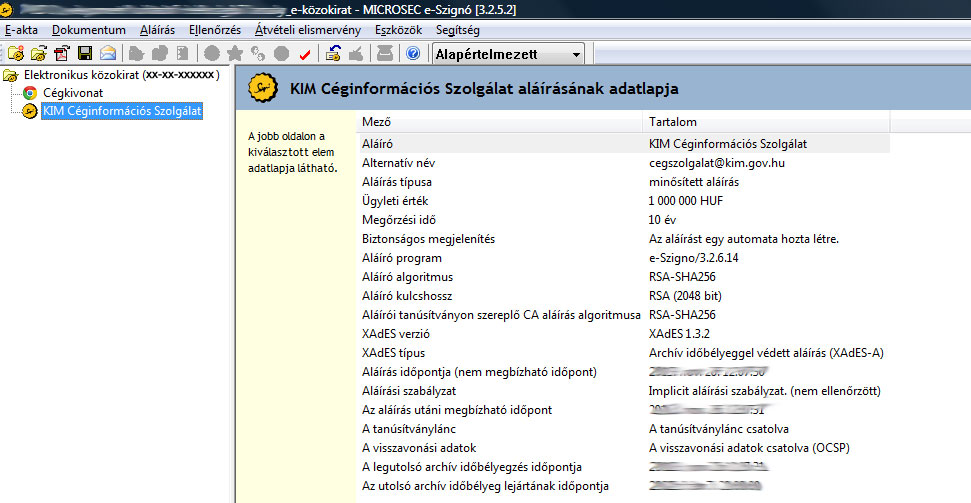 _e-közokirat - MICROSEC e-Szignó [3.2.5.2]
E-akta Dokumentum Aláírás Ellenőrzés Átvételi elismervény Eszközök Segítség
Alapértelmezett
Elektronikus közokirat (xx-xx-xxxxxx)
Cégkivonat
KIM Céginformációs Szolgálat
KIM Céginformációs Szolgálat aláírásának adatlapja
A jobb oldalon a
kiválasztott elem
adatlapja látható.
Mező Tartalom
Aláíró KIM Céginformációs Szolgálat
Alternatív név cegszolgalat@kim.gov.hu
Aláírás típusa minősített aláírás
Ügyleti érték 1 000 000 HUF
Megőrzési idő 10 év
Biztonságos megjelenítés Az aláírást egy automata hozta létre.
Aláíró program e-Szigno/3.2.6.14
Aláíró algoritmus RSA-SHA256
Aláíró kulcshossz RSA (2048 bit)
Aláírói tanúsítványon szereplő CA aláírás algoritmusa RSA-SHA256
XAdES verzió XAdES 1.3.2
XAdES típus Archív időbélyeggel védett aláírás (XAdES-A)
Aláírás időpontja (nem megbízható időpont)
Aláírási szabályzat Implicit aláírási szabályzat. (nem ellenőrzött)
Az aláírás utáni megbízható időpont
A tanúsítványlánc A tanúsítványlánc csatolva
A visszavonási adatok A visszavonási adatok csatolva (OCSP)
A legutolsó archív időbélyegzés időpontja
Az utolsó archív időbélyeg lejártának időpontja